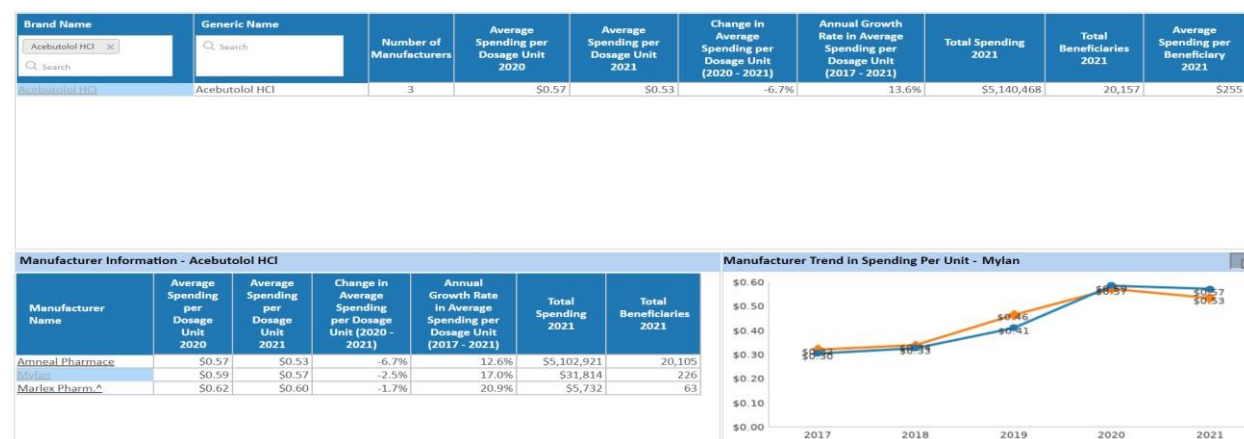 Brand Name
Acebutolol HCl
Search
Generic Name
Search
Number of
Manufacturers
Average
Spending per
Dosage Unit
2020
Average
Spending per
Dosage Unit
2021
Change in
Average
Spending per
Dosage Unit
(2020 - 2021)
Annual Growth
Rate in Average
Spending per
Dosage Unit
(2017 - 2021)
Total Spending
2021
Total
Beneficiaries
2021
Average
Spending per
Beneficiary
2021
Acebutolol HCl Acebutolol HCl 3 $0.57 $0.53 -6.7% 13.6% $5,140,468 20,157 $255
Manufacturer Information - Acebutolol HCl
Manufacturer
Name
Average
Spending
per
Dosage
Unit
2020
Average
Spending
per
Dosage
Unit
2021
Change in
Average
Spending
per Dosage
Unit (2020 -
2021)
Annual
Growth Rate
in Average
Spending per
Dosage Unit
(2017 - 2021)
Total
Spending
2021
Total
Beneficiaries
2021
Amneal Pharmace $0.57 $0.53 -6.7% 12.6% $5,102,921 20,105
Mylan $0.59 $0.57 -2.5% 17.0% $31,814 226
Marlex Pharm.^ $0.62 $0.60 -1.7% 20.9% $5,732 63
Manufacturer Trend in Spending Per Unit - Mylan
$0.60
$0.50
$0.40
$0.30
$0.20
$0.10
$0.00
$0.30
$0.33
$0.46
$0.41
$0.57
$0.57
$0.53
2017 2018 2019 2020 2021